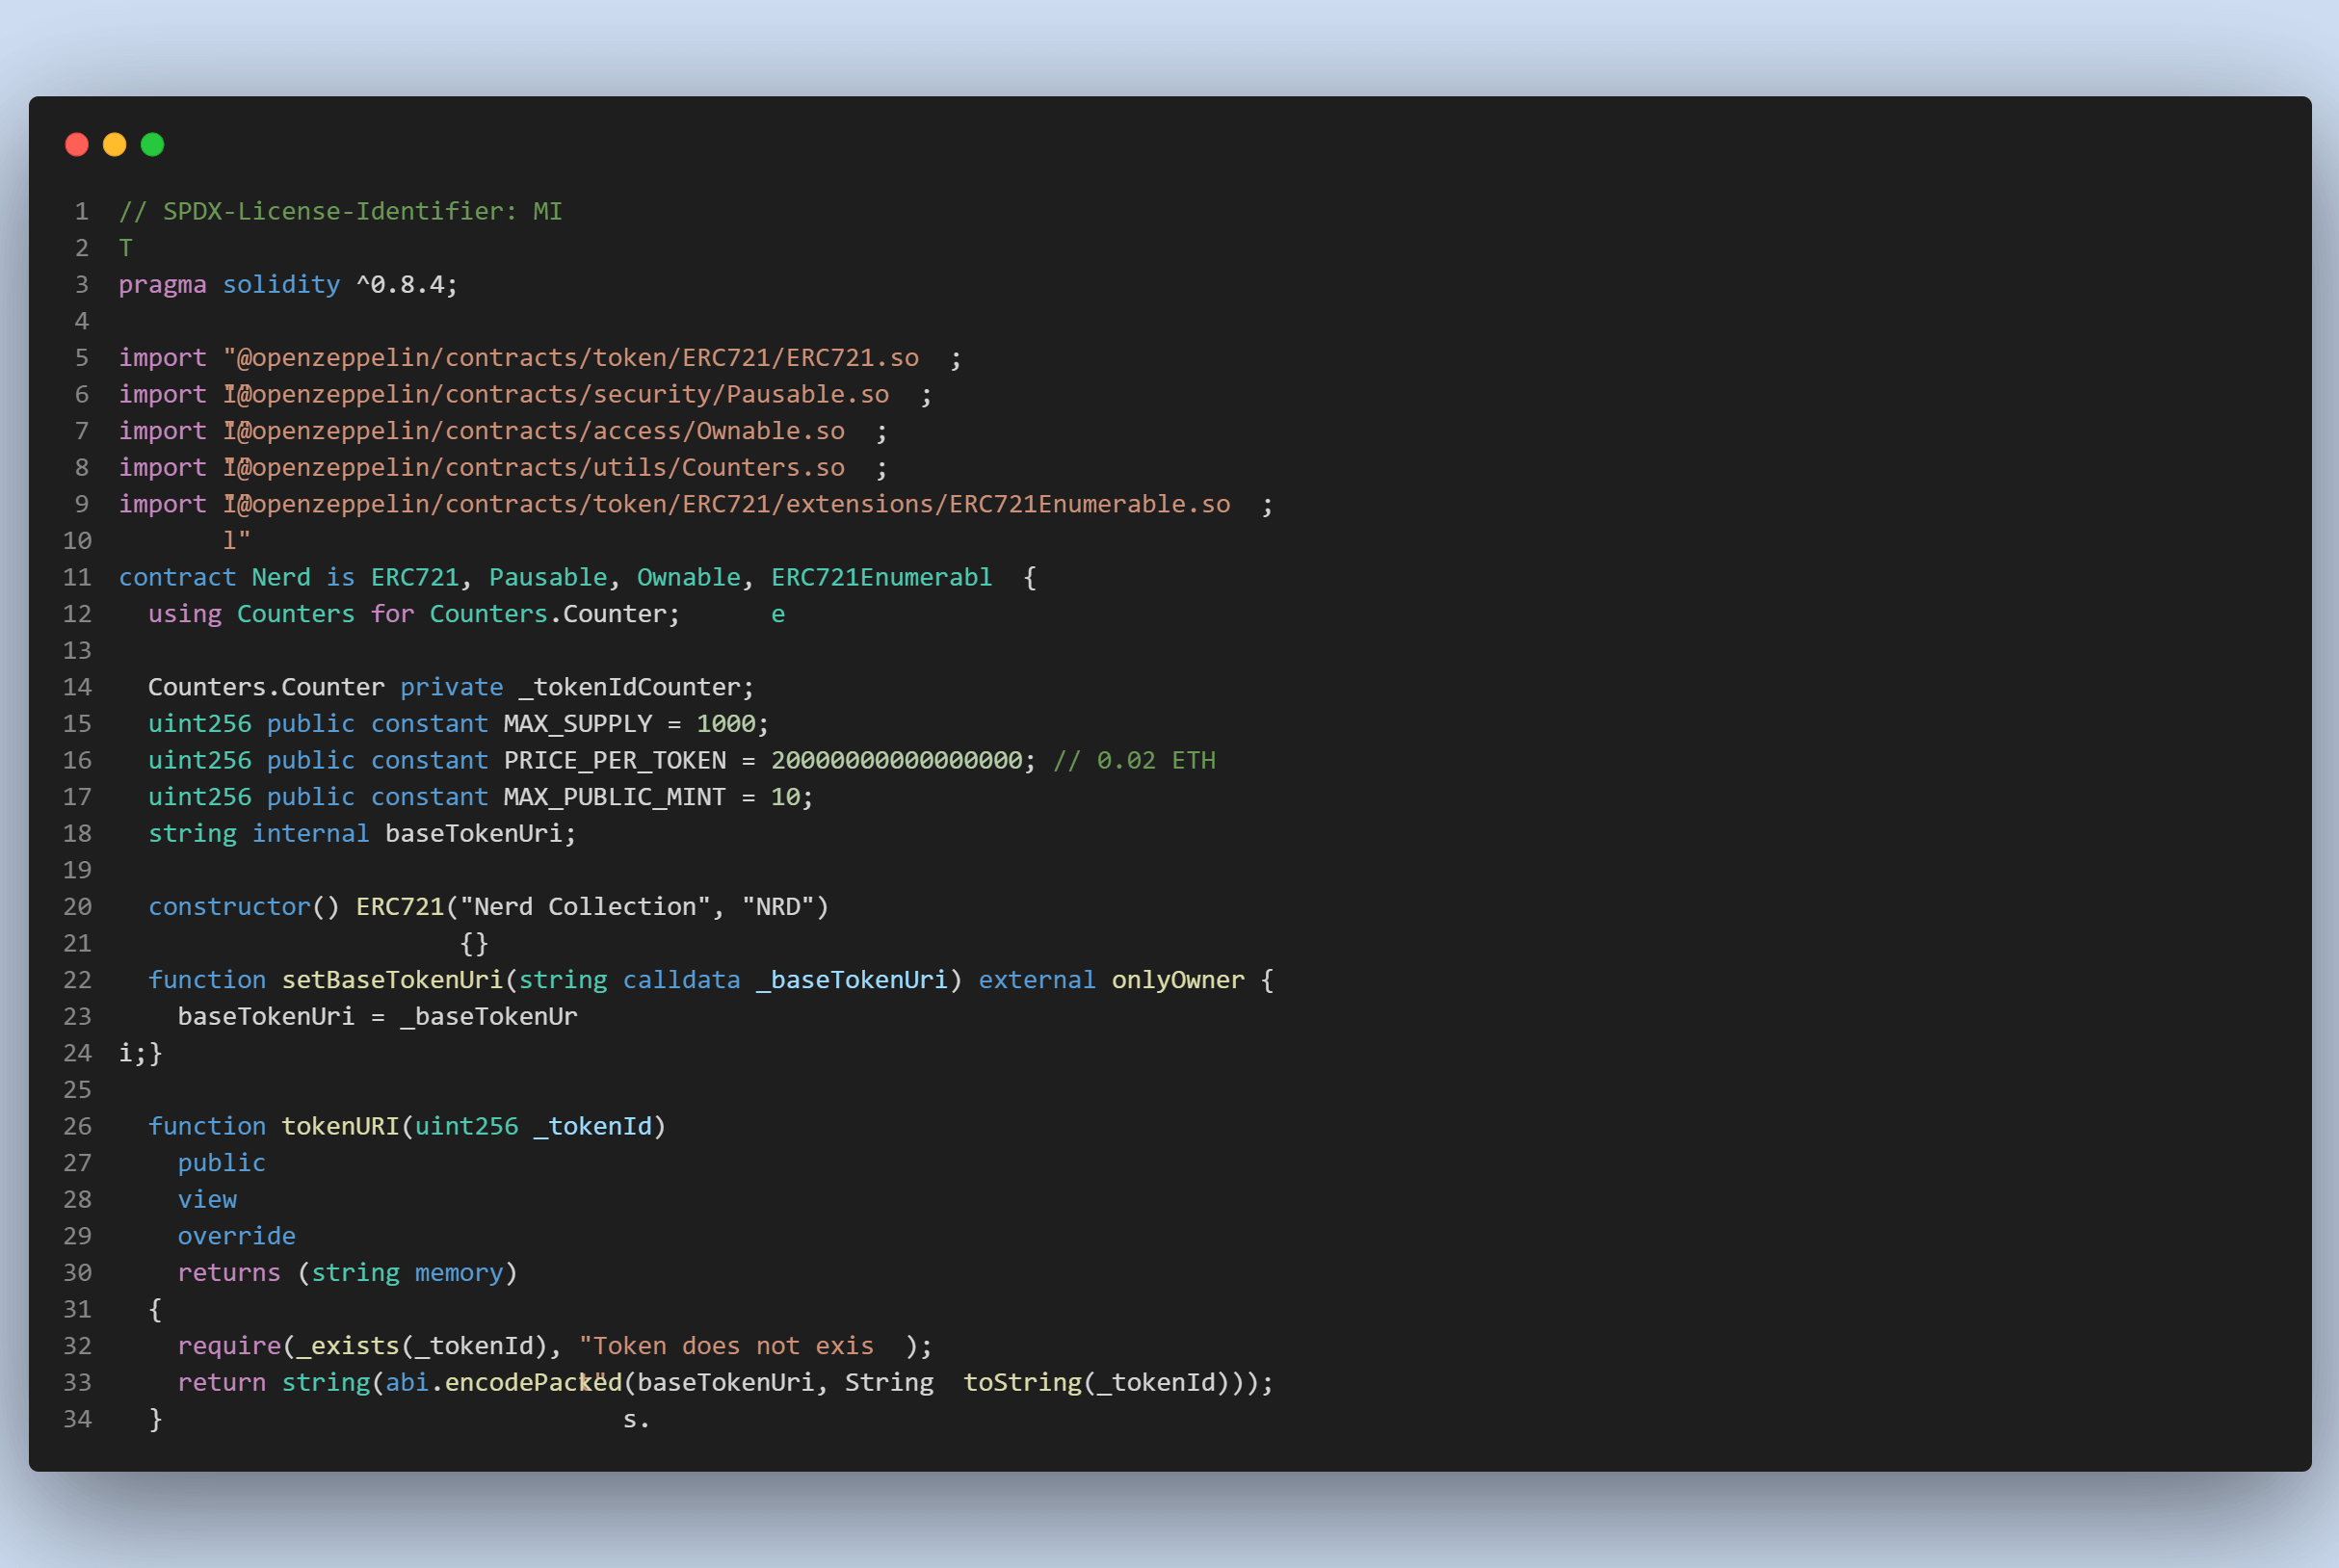 1 // SPDX-License-Identifier: MI
2 T
3 pragma solidity ^0.8.4;
4
5 import "@openzeppelin/contracts/token/ERC721/ERC721.so  ;
6 import "@openzeppelin/contracts/security/Pausable.so  ;
7 import "@openzeppelin/contracts/access/Ownable.so  ;
8 import "@openzeppelin/contracts/utils/Counters.so  ;
9 import "@openzeppelin/contracts/token/ERC721/extensions/ERC721Enumerable.so  ;
10        l"
11 contract Nerd is ERC721, Pausable, Ownable, ERC721Enumerabl  {
12   using Counters for Counters.Counter;      e
13
14   Counters.Counter private _tokenIdCounter;
15   uint256 public constant MAX_SUPPLY = 1000;
16   uint256 public constant PRICE_PER_TOKEN = 20000000000000000; // 0.02 ETH
17   uint256 public constant MAX_PUBLIC_MINT = 10;
18   string internal baseTokenUri;
19
20   constructor() ERC721("Nerd Collection", "NRD")
21                        {}
22   function setBaseTokenUri(string calldata _baseTokenUri) external onlyOwner {
23     baseTokenUri = _baseTokenUr
24 i;}
25
26   function tokenURI(uint256 _tokenId)
27     public
28     view
29     override
30     returns (string memory)
31   {
32     require(_exists(_tokenId), "Token does not exis  );
33     return string(abi.encodePacked(baseTokenUri, String  toString(_tokenId)));
34   }                               s.